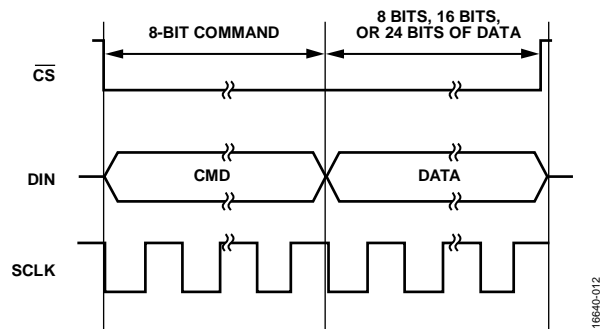 8-BIT COMMAND
8 BITS, 16 BITS,
OR 24 BITS OF DATA
CS
DIN
CMD
DATA
SCLK
16640-012